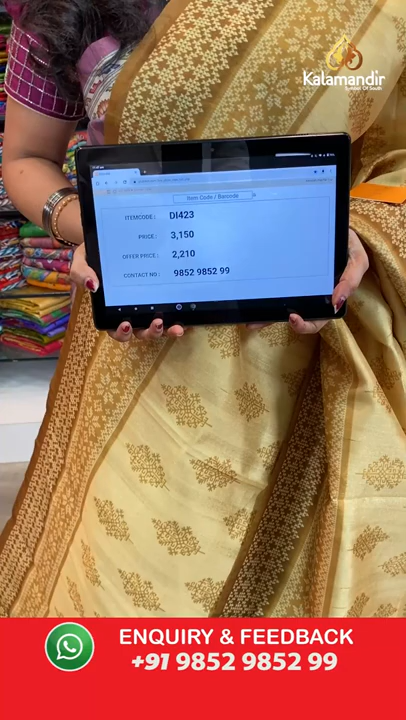 Kalamandir
Symbol Of South
Item Code / Barcode
ITEMCODE : DI423
PRICE : 3,150
OFFER PRICE : 2,210
CONTACT NO : 9852 9852 99
ENQUIRY & FEEDBACK
+91 9852 9852 99